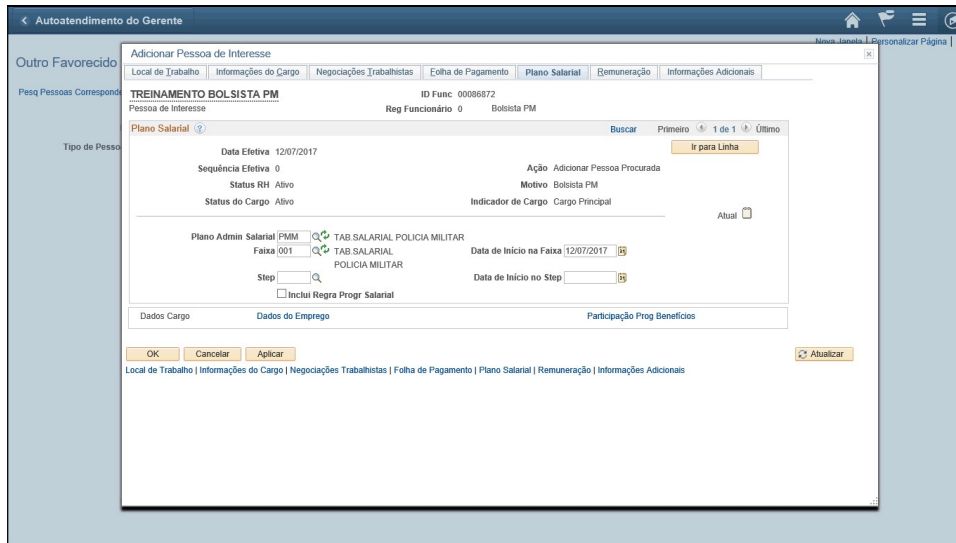 Autoatendimento do Gerente
Nova Janela | Personalizar Página |
Outro Favorecido
Adicionar Pessoa de Interesse
Local de Trabalho Informações do Cargo Negociações Trabalhistas Folha de Pagamento Plano Salarial Remuneração Informações Adicionais
Pesq Pessoas Corresponde
TREINAMENTO BOLSISTA PM ID Func 00086872
Pessoa de Interesse Reg Funcionário 0 Bolsista PM
Plano Salarial ? Buscar Primeiro 1 de 1 Último
Tipo de Pesso
Data Efetiva 12/07/2017 Ir para Linha
Sequência Efetiva 0 Ação Adicionar Pessoa Procurada
Status RH Ativo Motivo Bolsista PM
Status do Cargo Ativo Indicador de Cargo Cargo Principal
Atual
Plano Admin Salarial PMM TAB.SALARIAL POLICIA MILITAR
Faixa 001 TAB.SALARIAL Data de Início na Faixa 12/07/2017
POLICIA MILITAR
Step Data de Início no Step
Inclui Regra Progr Salarial
Dados Cargo Dados do Emprego Participação Prog Benefícios
OK Cancelar Aplicar Atualizar
Local de Trabalho | Informações do Cargo | Negociações Trabalhistas | Folha de Pagamento | Plano Salarial | Remuneração | Informações Adicionais